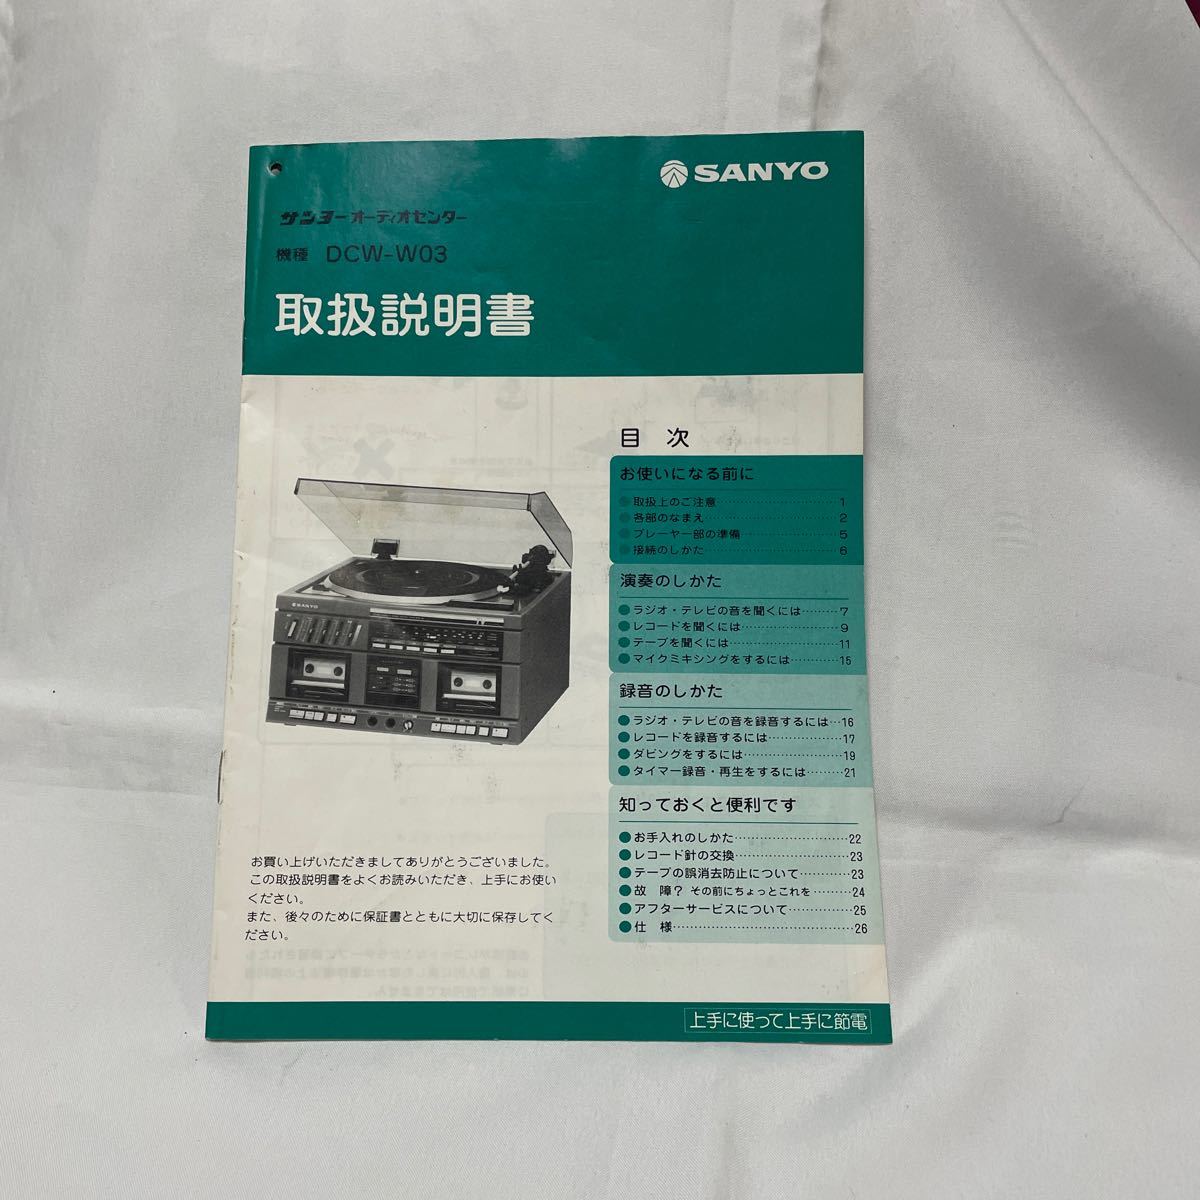 SANYO
サンヨーオーディオセンター
機種 DCW-W03
取扱説明書
目次
お使いになる前に
●取扱上のご注意………1
●各部のなまえ………2
●プレーヤー部の準備………5
●接続のしかた………6
演奏のしかた
●ラジオ・テレビの音を聞くには………7
●レコードを聞くには………9
●テープを聞くには………11
●マイクミキシングをするには………15
録音のしかた
●ラジオ・テレビの音を録音するには…16
●レコードを録音するには………17
●ダビングをするには………19
●タイマー録音・再生をするには………21
知っておくと便利です
●お手入れのしかた………22
●レコード針の交換………23
●テープの誤消去防止について………23
●故 障? その前にちょっとこれを………24
●アフターサービスについて………25
●仕 様………26
SANYO
お買い上げいただきましてありがとうございました。
この取扱説明書をよくお読みいただき、上手にお使い
ください。
また、後々のために保証書とともに大切に保存してく
ださい。
上手に使って上手に節電